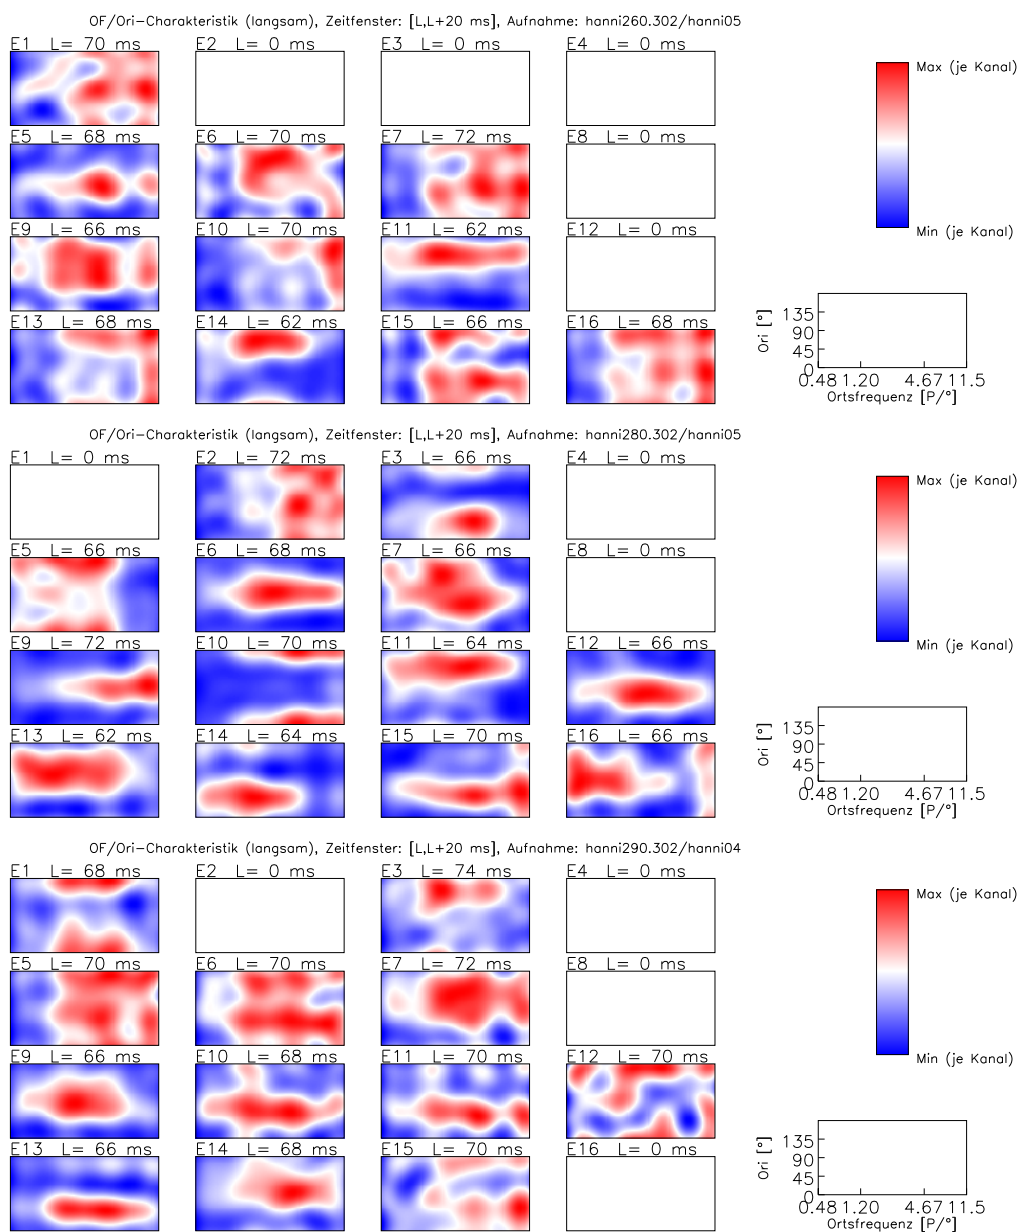 OF/Ori-Charakteristik (langsam), Zeitfenster: [L,L+20 ms], Aufnahme: hanni260.302/hanni05
E1 L= 70 ms E2 L= 0 ms E3 L= 0 ms E4 L= 0 ms
Max (je Kanal)
E5 L= 68 ms E6 L= 70 ms E7 L= 72 ms E8 L= 0 ms
Min (je Kanal)
E9 L= 66 ms E10 L= 70 ms E11 L= 62 ms E12 L= 0 ms
E13 L= 68 ms E14 L= 62 ms E15 L= 66 ms E16 L= 68 ms
Ori [°]
135
90
45
0
0.48 1.20 4.67 11.5
Ortsfrequenz [P/°]
OF/Ori-Charakteristik (langsam), Zeitfenster: [L,L+20 ms], Aufnahme: hanni280.302/hanni05
E1 L= 0 ms E2 L= 72 ms E3 L= 66 ms E4 L= 0 ms
Max (je Kanal)
E5 L= 66 ms E6 L= 68 ms E7 L= 66 ms E8 L= 0 ms
Min (je Kanal)
E9 L= 72 ms E10 L= 70 ms E11 L= 64 ms E12 L= 66 ms
E13 L= 62 ms E14 L= 64 ms E15 L= 70 ms E16 L= 66 ms
Ori [°]
135
90
45
0
0.48 1.20 4.67 11.5
Ortsfrequenz [P/°]
OF/Ori-Charakteristik (langsam), Zeitfenster: [L,L+20 ms], Aufnahme: hanni290.302/hanni04
E1 L= 68 ms E2 L= 0 ms E3 L= 74 ms E4 L= 0 ms
Max (je Kanal)
E5 L= 70 ms E6 L= 70 ms E7 L= 72 ms E8 L= 0 ms
Min (je Kanal)
E9 L= 66 ms E10 L= 68 ms E11 L= 70 ms E12 L= 70 ms
E13 L= 66 ms E14 L= 68 ms E15 L= 70 ms E16 L= 0 ms
Ori [°]
135
90
45
0
0.48 1.20 4.67 11.5
Ortsfrequenz [P/°]